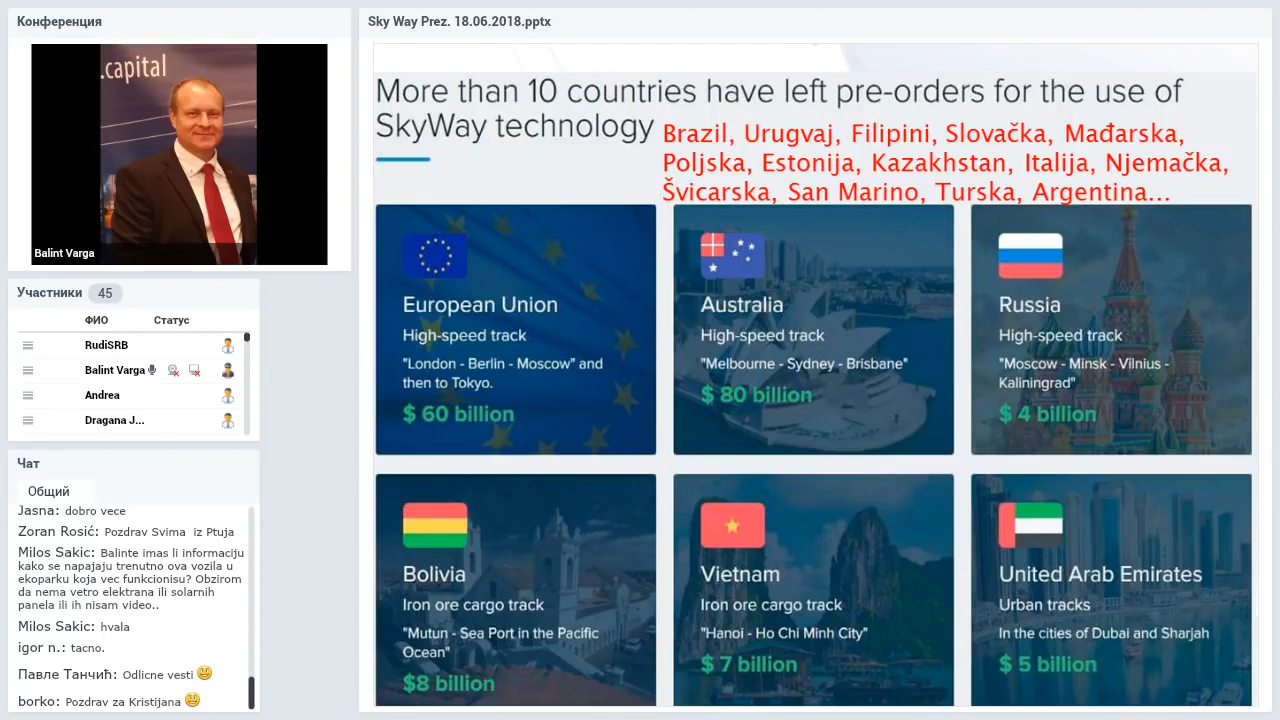 Конференция
.capital
Balint Varga
Участники 45
ФИО Статус
RudiSRB
Balint Varga
Andrea
Dragana J...
Чат
Общий
Jasna: dobro vece
Zoran Rosić: Pozdrav Svima iz Ptuja
Milos Sakic: Balinte imas li informaciju
kako se napajaju trenutno ova vozila u
ekoparku koja vec funkcionisu? Obzirom
da nema vetro elektrana ili solarnih
panela ili ih nisam video..
Milos Sakic: hvala
igor n.: tacno.
Павле Танчић: Odlicne vesti
borko: Pozdrav za Kristijana
Sky Way Prez. 18.06.2018.pptx
More than 10 countries have left pre-orders for the use of
SkyWay technology
Brazil, Urugvaj, Filipini, Slovačka, Mađarska,
Poljska, Estonija, Kazakhstan, Italija, Njemačka,
Švicarska, San Marino, Turska, Argentina...
European Union
High-speed track
"London - Berlin - Moscow" and
then to Tokyo.
$ 60 billion
Australia
High-speed track
"Melbourne - Sydney - Brisbane"
$ 80 billion
Russia
High-speed track
"Moscow - Minsk - Vilnius -
Kaliningrad"
$ 4 billion
Bolivia
Iron ore cargo track
"Mutun - Sea Port in the Pacific
Ocean"
$8 billion
Vietnam
Iron ore cargo track
"Hanoi - Ho Chi Minh City"
$ 7 billion
United Arab Emirates
Urban tracks
In the cities of Dubai and Sharjah
$ 5 billion